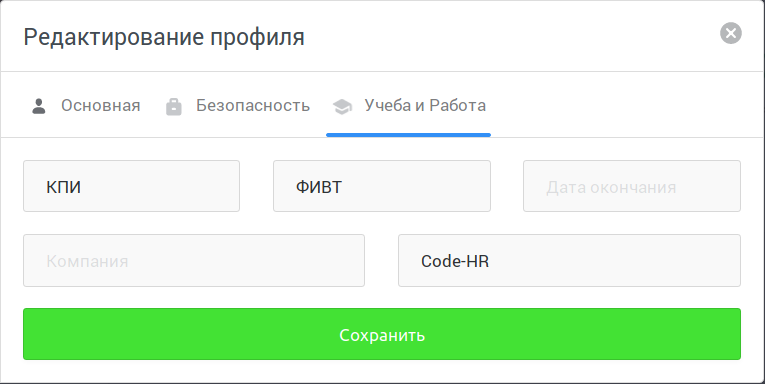 Редактирование профиля
Основная Безопасность Учеба и Работа
КПИ ФИВТ Дата окончания
Компания Code-HR
Сохранить